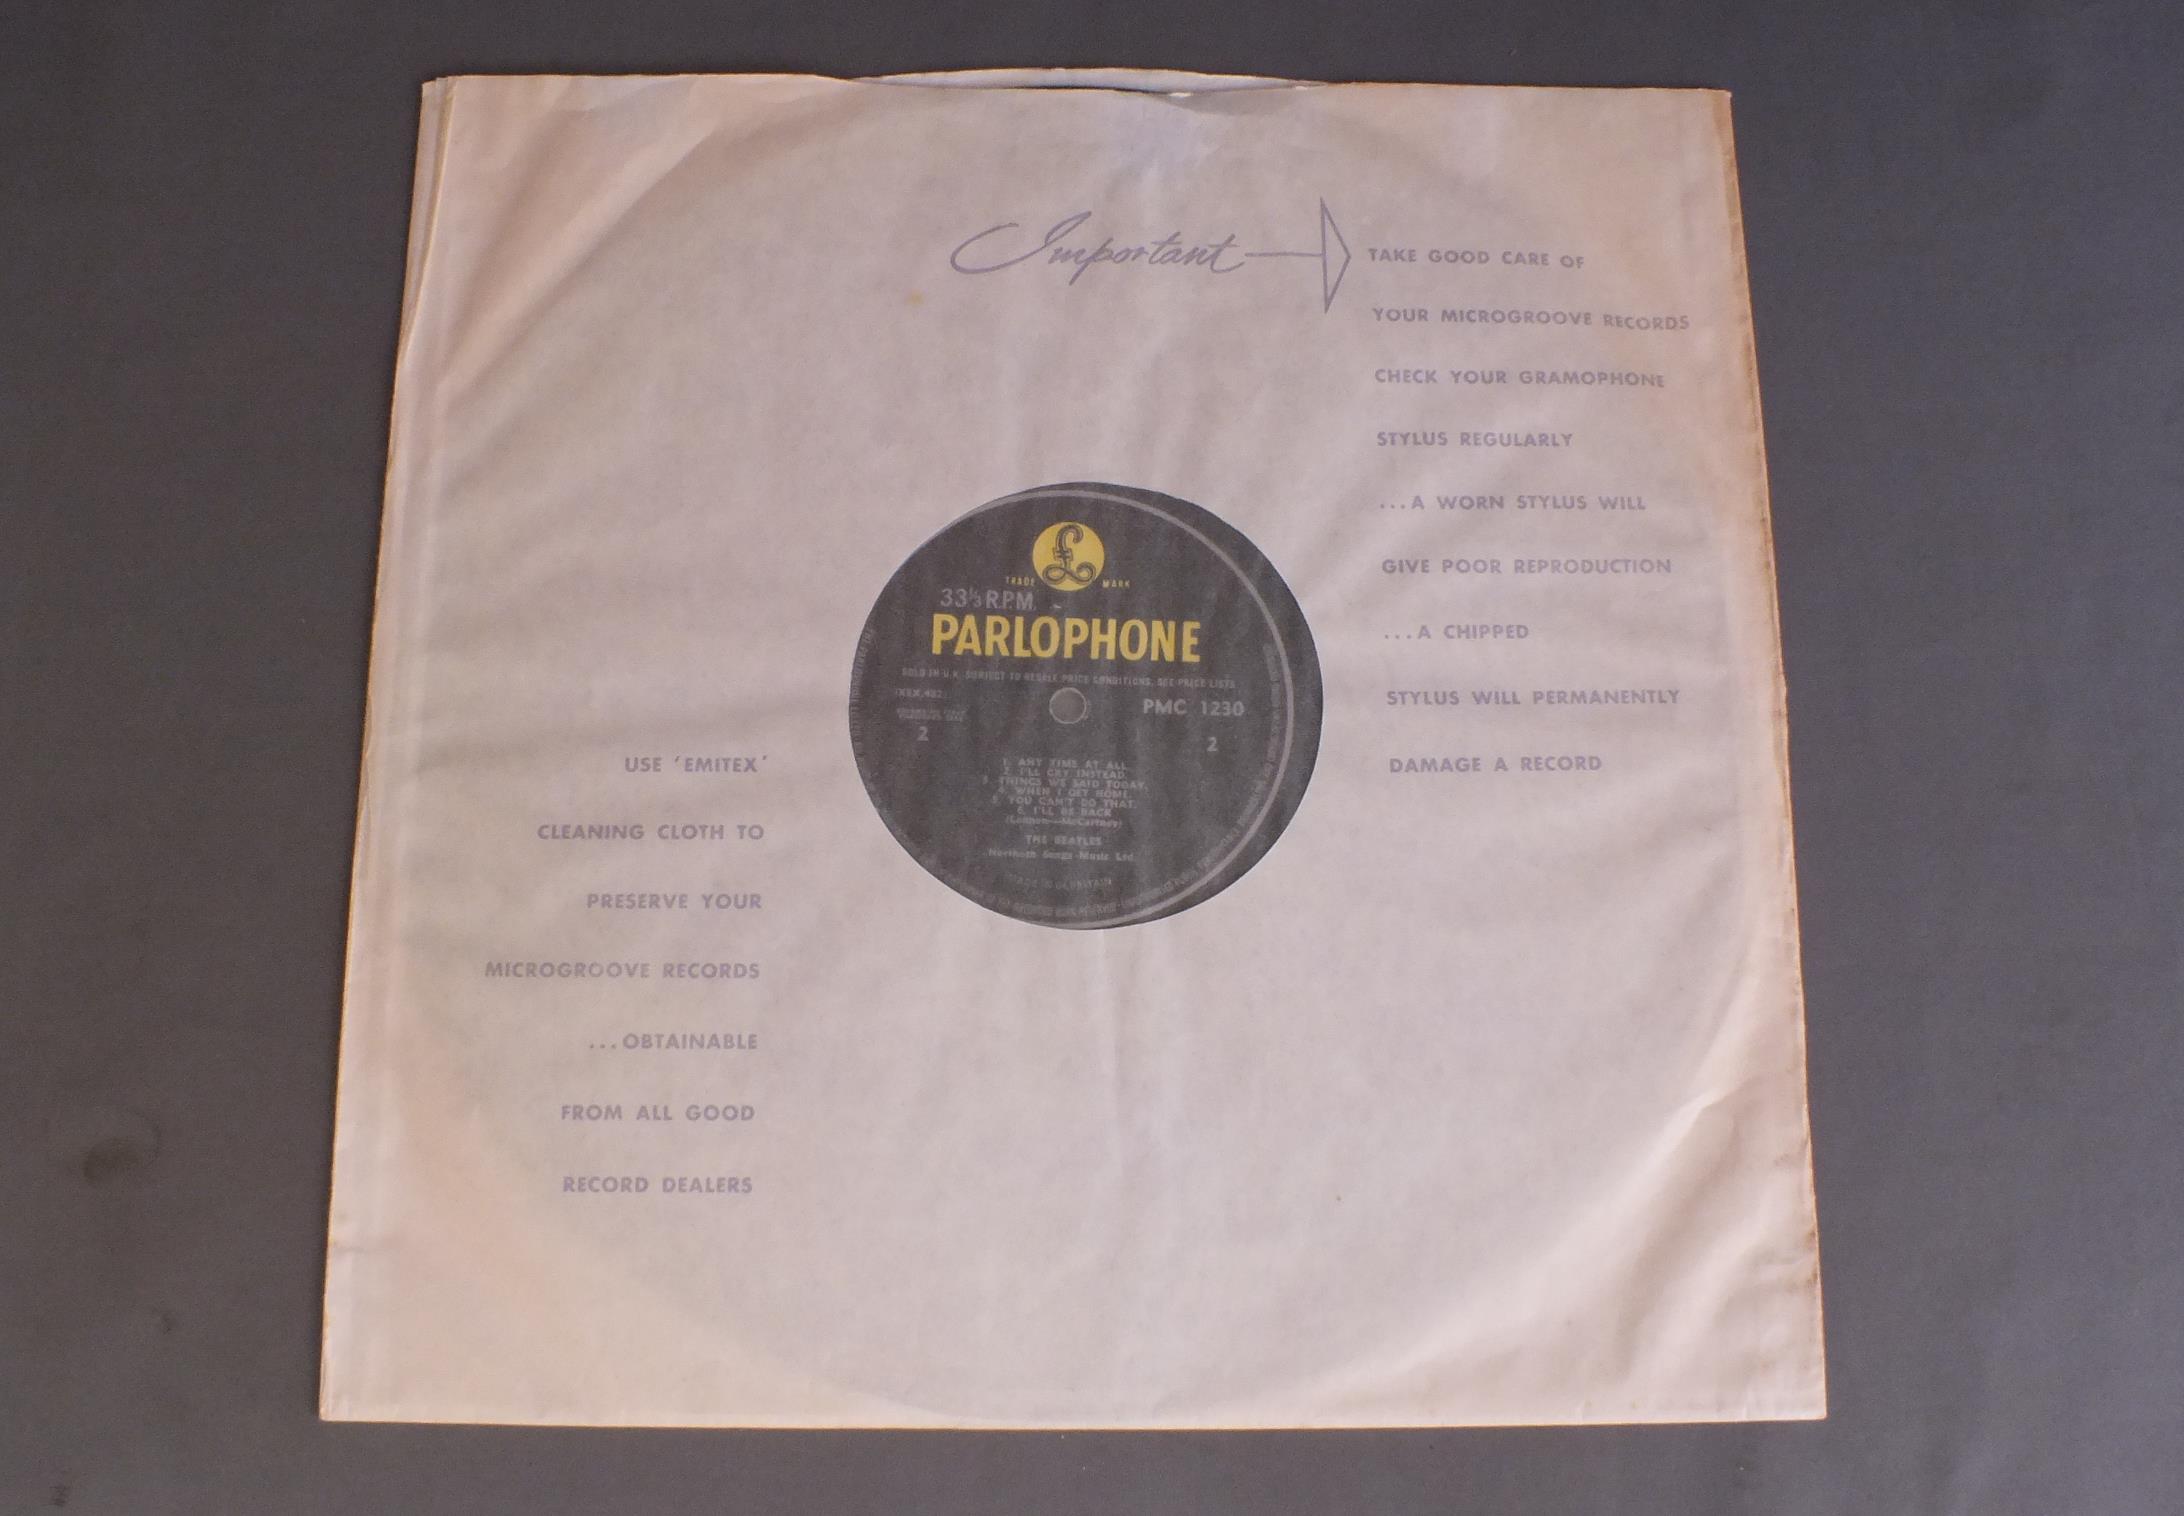 Important
TAKE GOOD CARE OF
YOUR MICROGROOVE RECORDS
CHECK YOUR GRAMOPHONE
STYLUS REGULARLY
...A WORN STYLUS WILL
GIVE POOR REPRODUCTION
...A CHIPPED
STYLUS WILL PERMANENTLY
DAMAGE A RECORD
£
TRADE MARK
33⅓ R.P.M.
PARLOPHONE
SOLD IN U.K. SUBJECT TO RESALE PRICE CONDITIONS, SEE PRICE LISTS
PMC 1230
2 2
1. ANY TIME AT ALL
2. I'LL CRY INSTEAD.
3. THINGS WE SAID TODAY.
4. WHEN I GET HOME.
5. YOU CAN'T DO THAT.
6. I'LL BE BACK
(Lennon—McCartney)
THE BEATLES
Northern Songs Music Ltd.
USE 'EMITEX'
CLEANING CLOTH TO
PRESERVE YOUR
MICROGROOVE RECORDS
...OBTAINABLE
FROM ALL GOOD
RECORD DEALERS